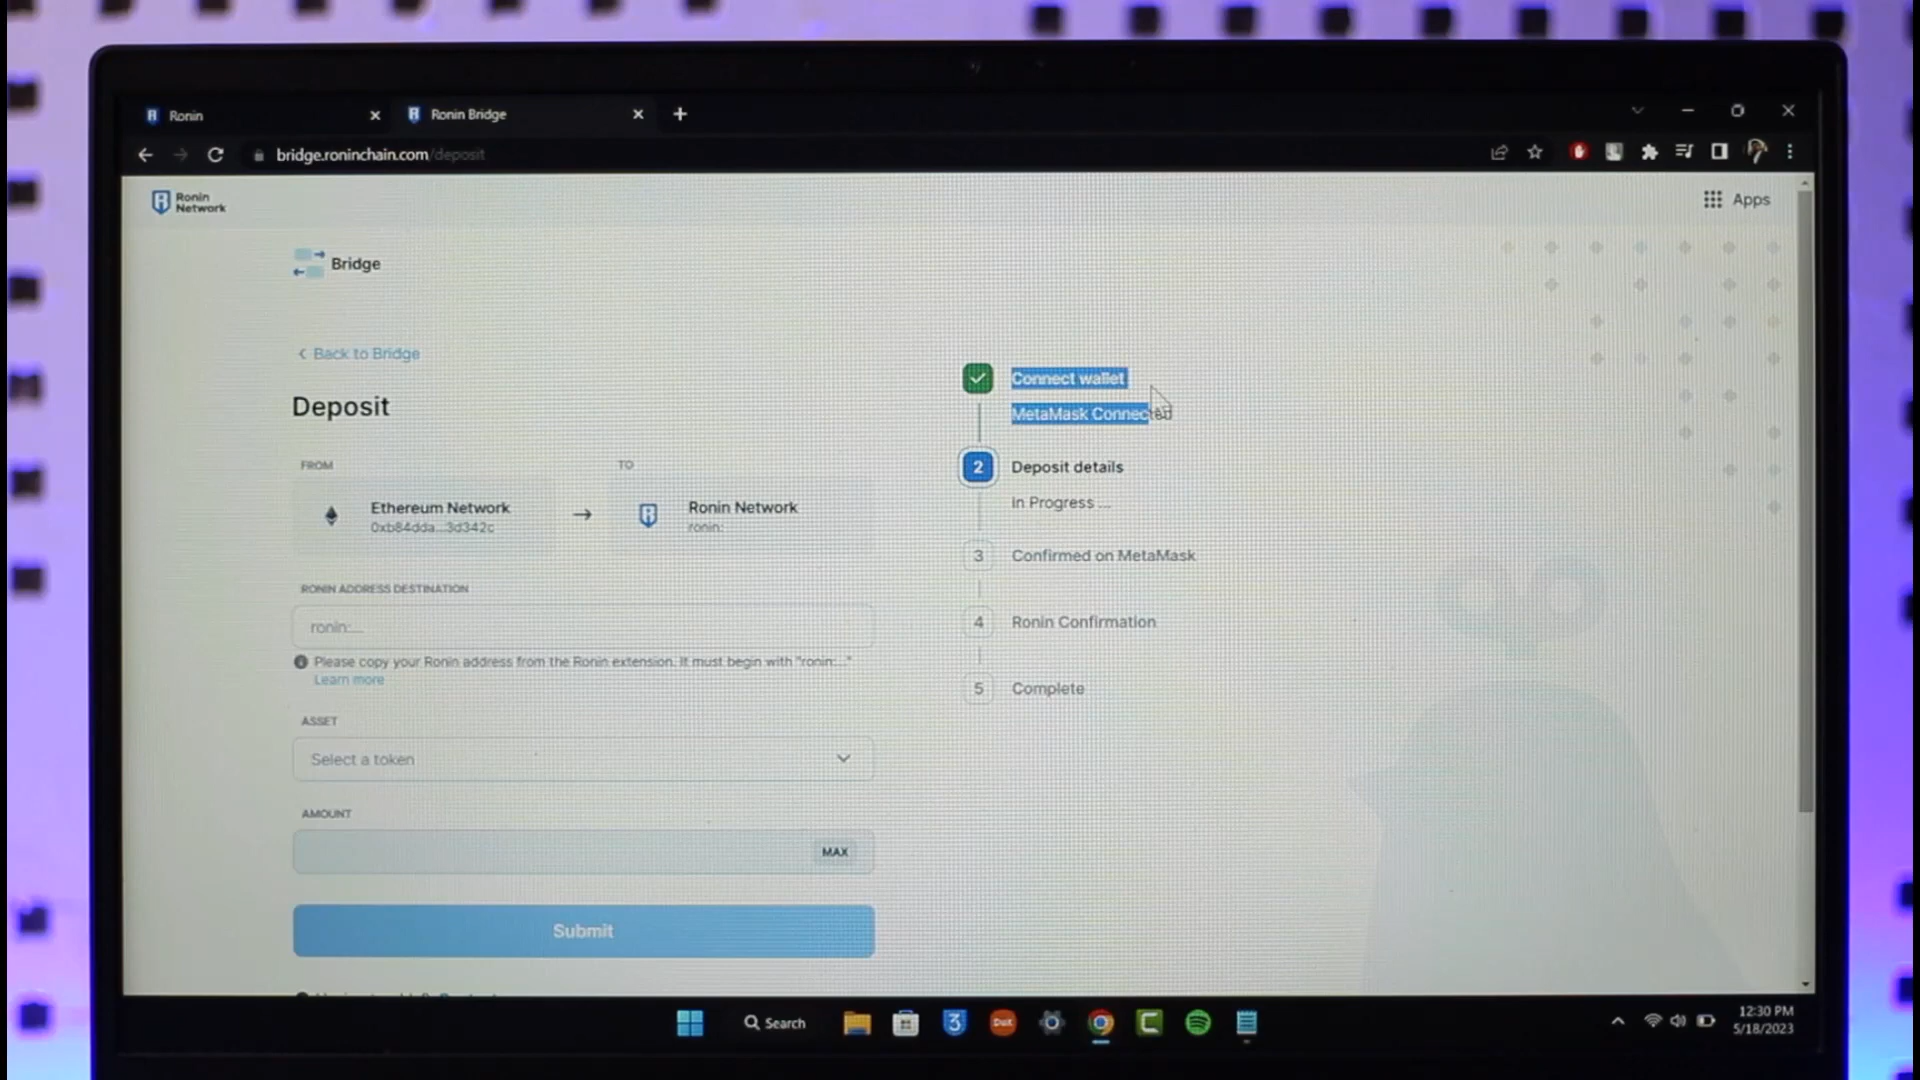 Ronin
Ronin Bridge
bridge.roninchain.com/deposit
Ronin
Network
Apps
Bridge
Back to Bridge
Deposit
Connect wallet
MetaMask Connected
FROM
TO
Ethereum Network
0xb84dda...3d342c
Ronin Network
ronin:
2
Deposit details
In Progress ...
3
Confirmed on MetaMask
RONIN ADDRESS DESTINATION
ronin:...
4
Ronin Confirmation
Please copy your Ronin address from the Ronin extension. It must begin with "ronin:..."
Learn more
5
Complete
ASSET
Select a token
AMOUNT
MAX
Submit
Search
3
12:30 PM
5/18/2023